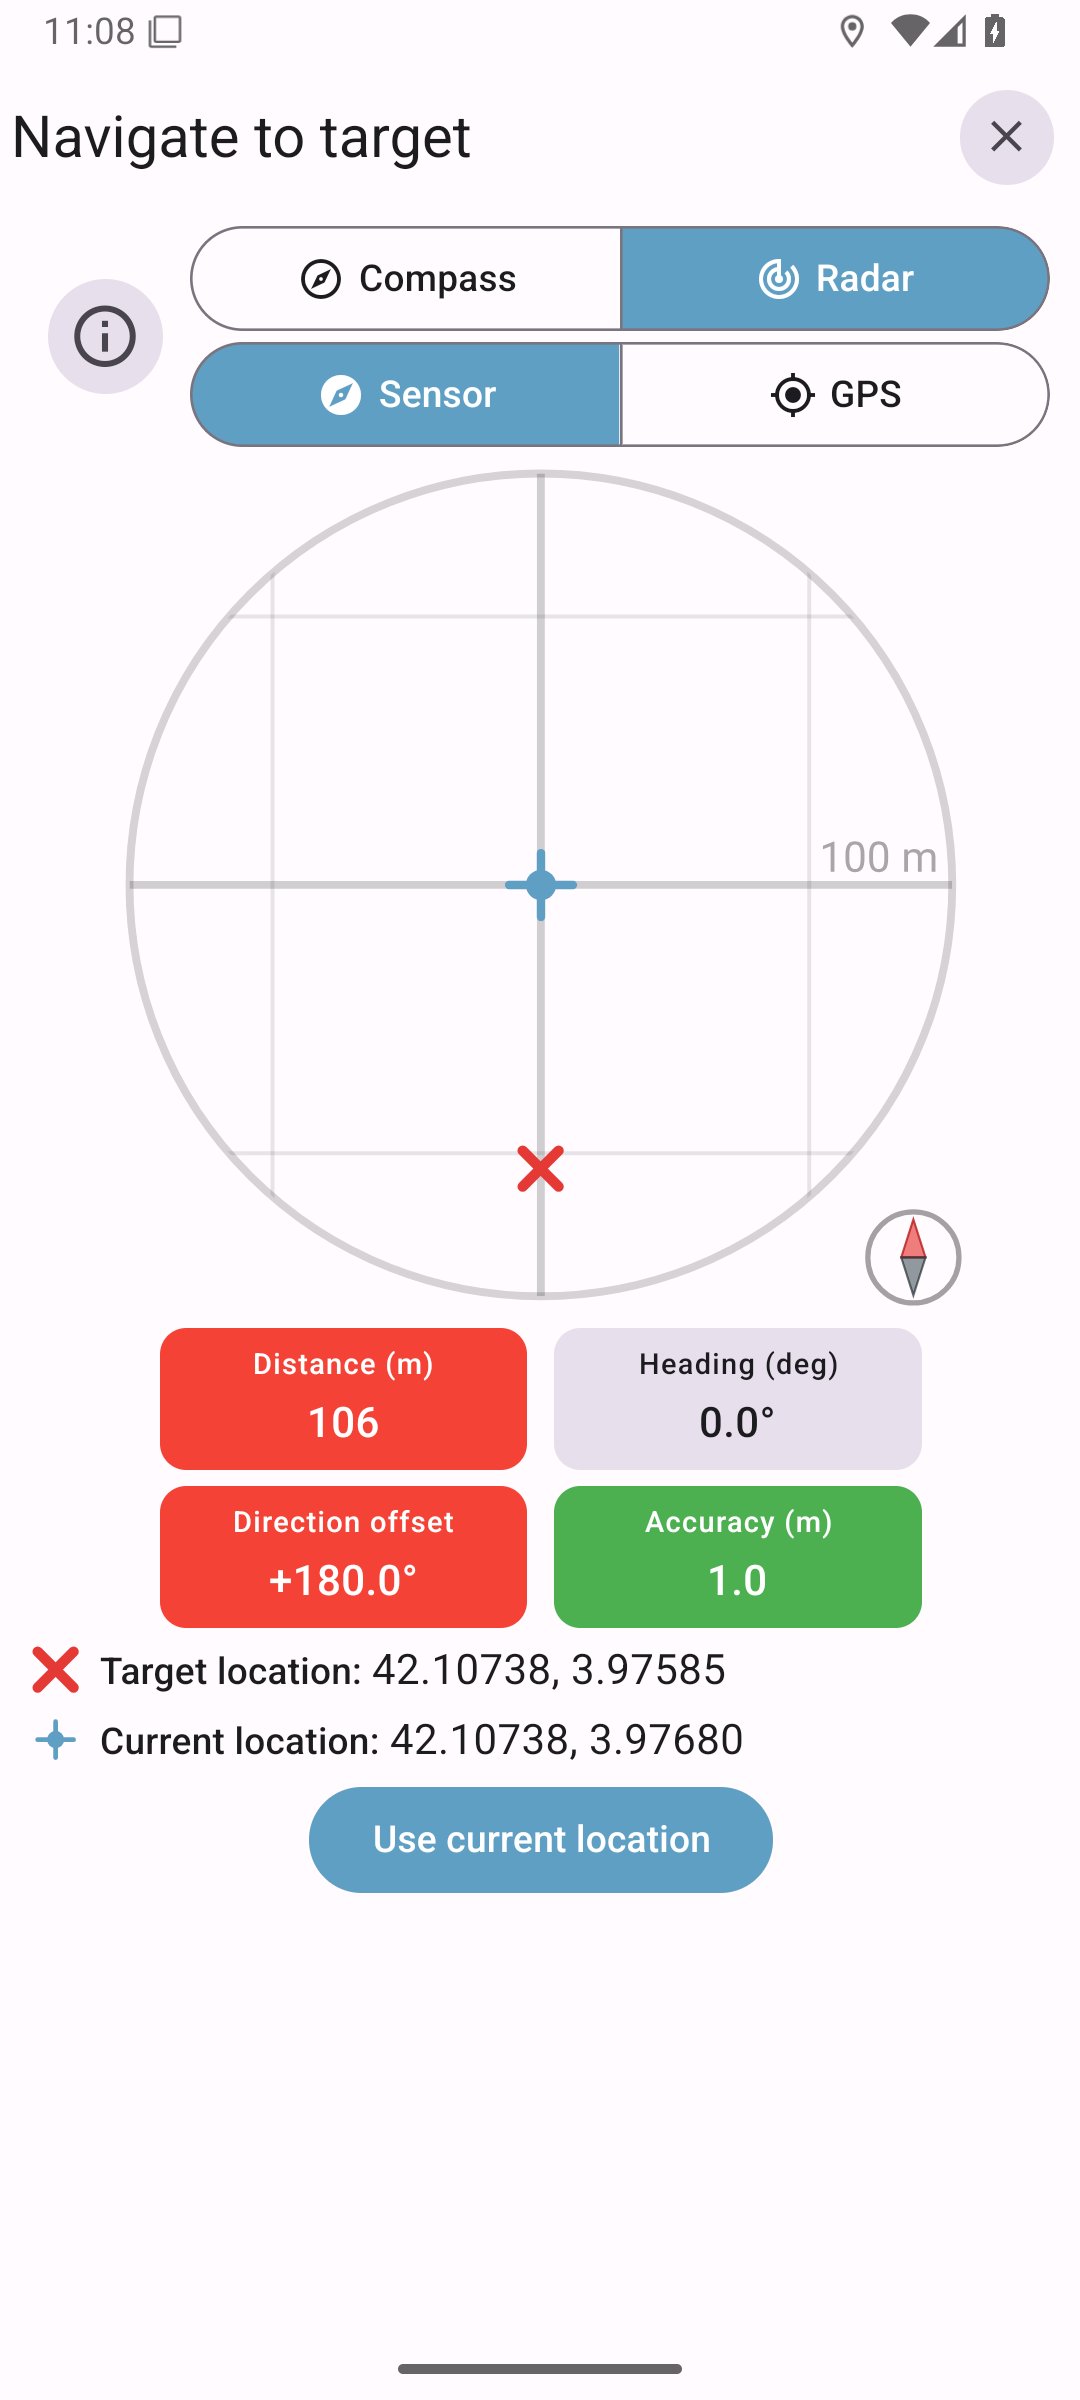 11:08
Navigate to target
Compass
Radar
Sensor
GPS
100 m
Distance (m)
106
Heading (deg)
0.0°
Direction offset
+180.0°
Accuracy (m)
1.0
Target location: 42.10738, 3.97585
Current location: 42.10738, 3.97680
Use current location